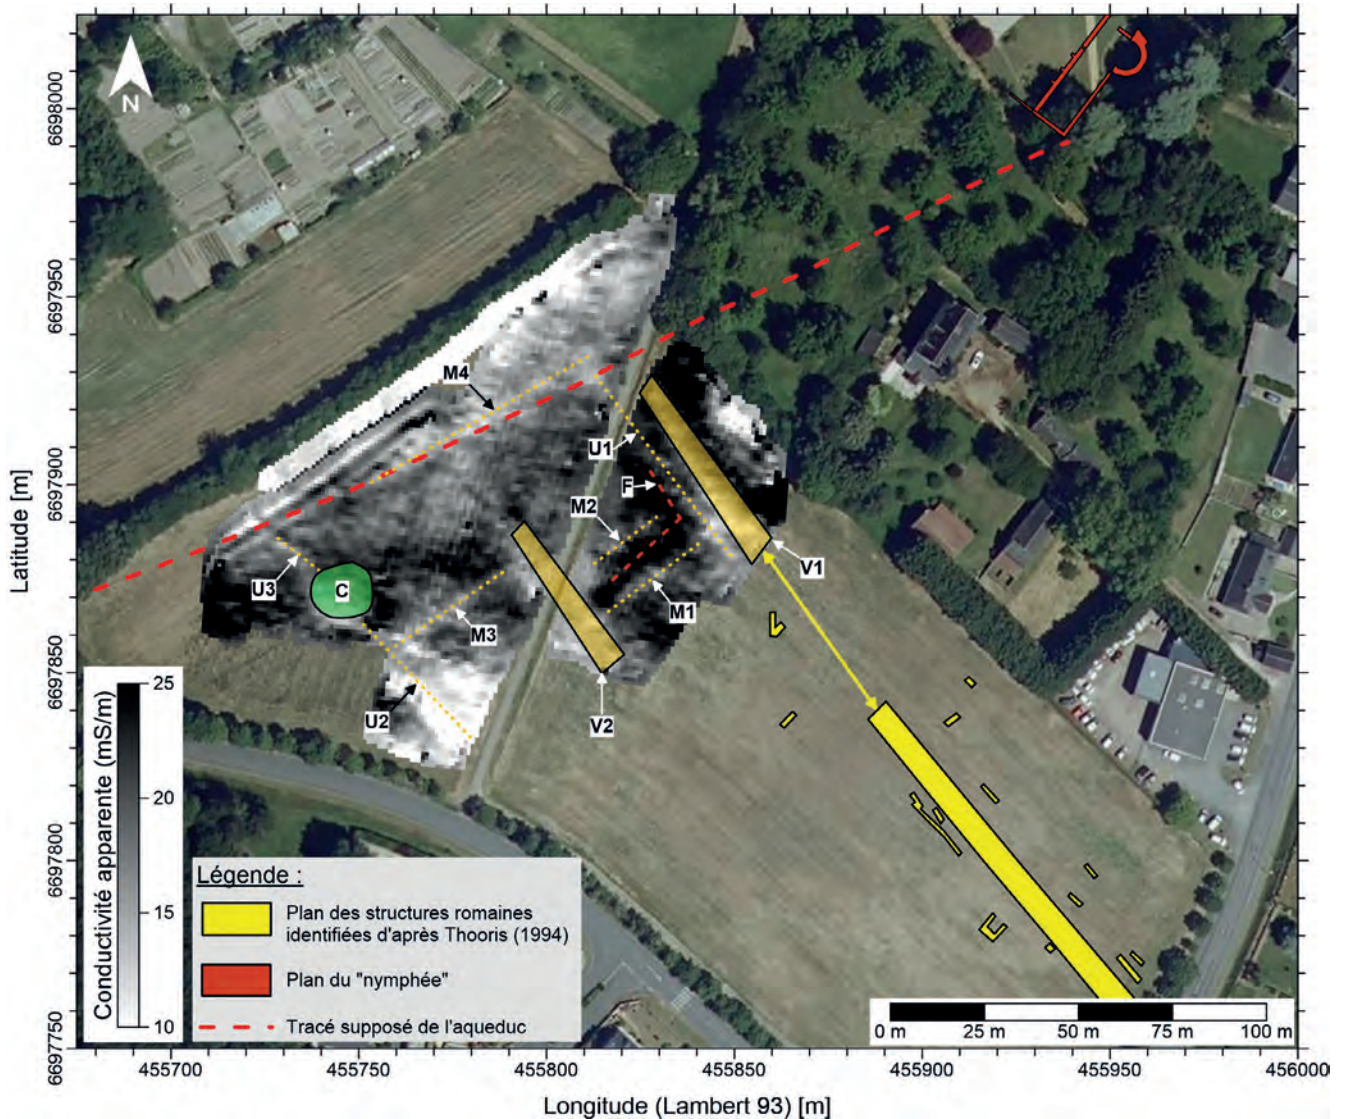 N
6698000
6697950
6697900
6697850
6697800
6697750
Latitude [m]
M4
U1
F
M2
V1
U3
C
M1
M3
U2
V2
25
20
15
10
Conductivité apparente (mS/m)
Légende :
Plan des structures romaines
identifiées d'après Thooris (1994)
Plan du "nymphée"
Tracé supposé de l'aqueduc
0 m 25 m 50 m 75 m 100 m
455700 455750 455800 455850 455900 455950 456000
Longitude (Lambert 93) [m]